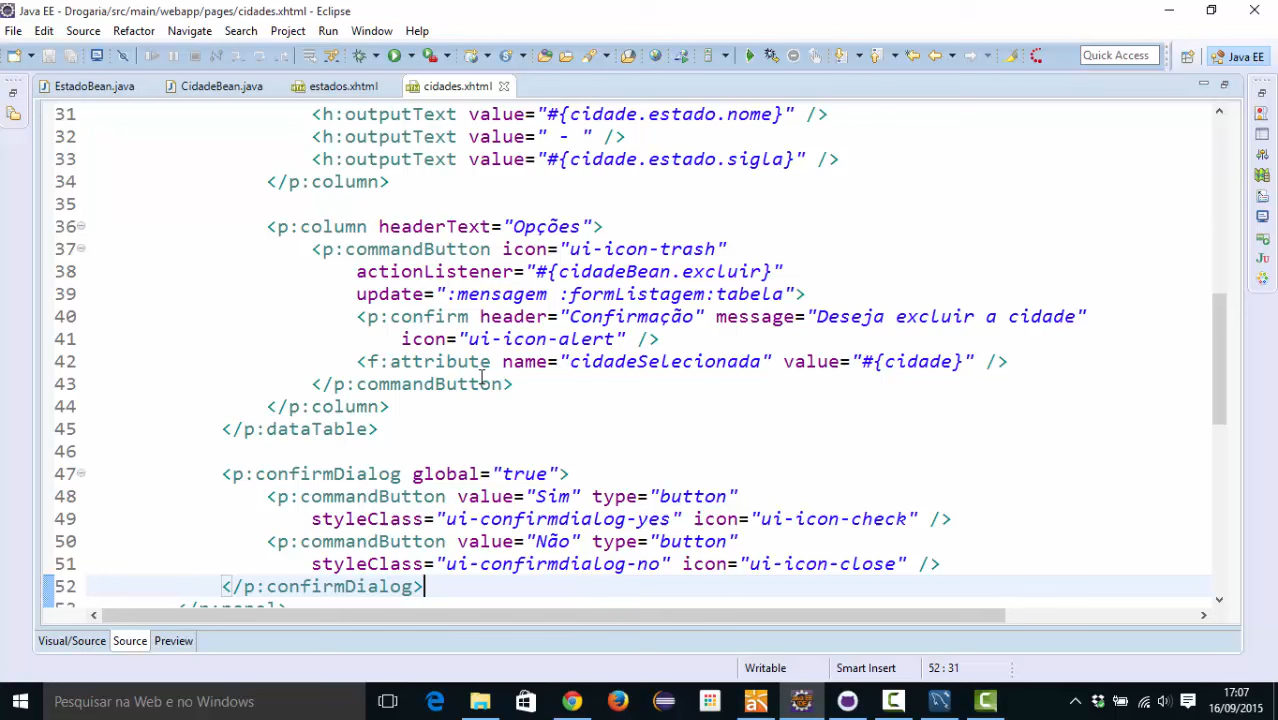 Java EE - Drogaria/src/main/webapp/pages/cidades.xhtml - Eclipse
File Edit Source Refactor Navigate Search Project Run Window Help
Quick Access Java EE
EstadoBean.java CidadeBean.java estados.xhtml cidades.xhtml
31 <h:outputText value="#{cidade.estado.nome}" />
32 <h:outputText value=" - " />
33 <h:outputText value="#{cidade.estado.sigla}" />
34 </p:column>
35
36 <p:column headerText="Opções">
37 <p:commandButton icon="ui-icon-trash"
38 actionListener="#{cidadeBean.excluir}"
39 update=":mensagem :formListagem:tabela">
40 <p:confirm header="Confirmação" message="Deseja excluir a cidade"
41 icon="ui-icon-alert" />
42 <f:attribute name="cidadeSelecionada" value="#{cidade}" />
43 </p:commandButton>
44 </p:column>
45 </p:dataTable>
46
47 <p:confirmDialog global="true">
48 <p:commandButton value="Sim" type="button"
49 styleClass="ui-confirmdialog-yes" icon="ui-icon-check" />
50 <p:commandButton value="Não" type="button"
51 styleClass="ui-confirmdialog-no" icon="ui-icon-close" />
52 </p:confirmDialog>
53 </p:panel>
Visual/Source Source Preview
Writable Smart Insert 52 : 31
Pesquisar na Web e no Windows
17:07
16/09/2015